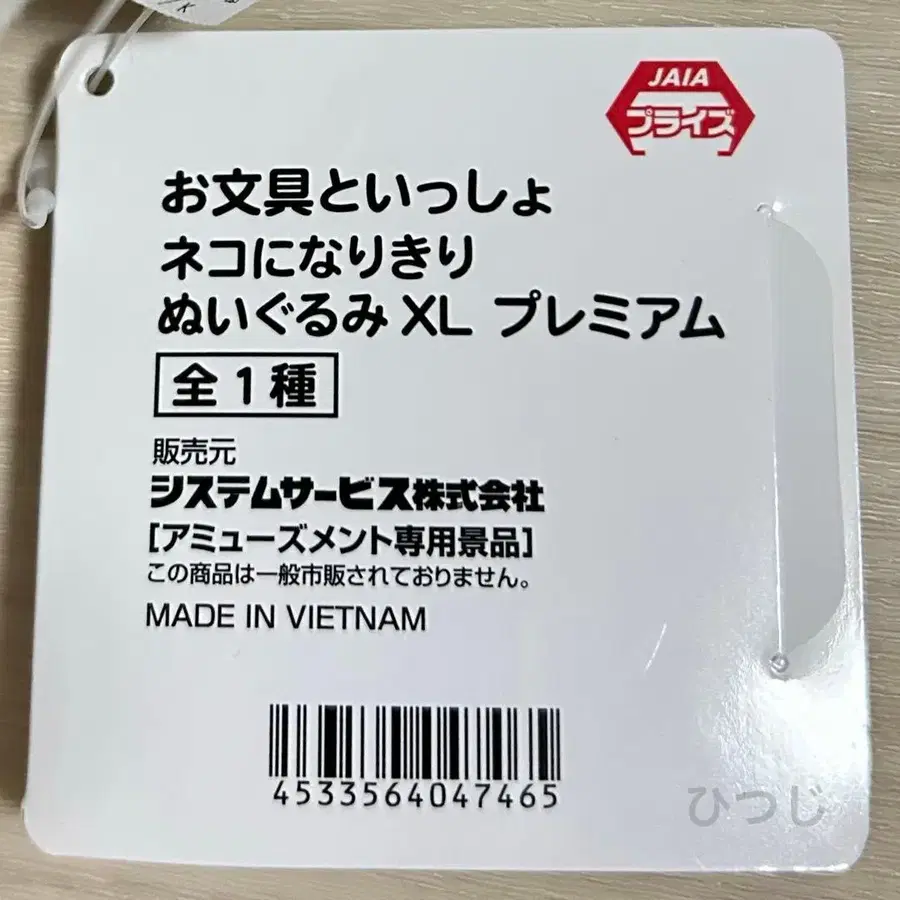 JAIA
プライズ
お文具といっしょ
ネコになりきり
ぬいぐるみ XL プレミアム
全1種
販売元
システムサービス株式会社
[アミューズメント専用景品]
この商品は一般市販されておりません。
MADE IN VIETNAM
4533564047465
ひつじ